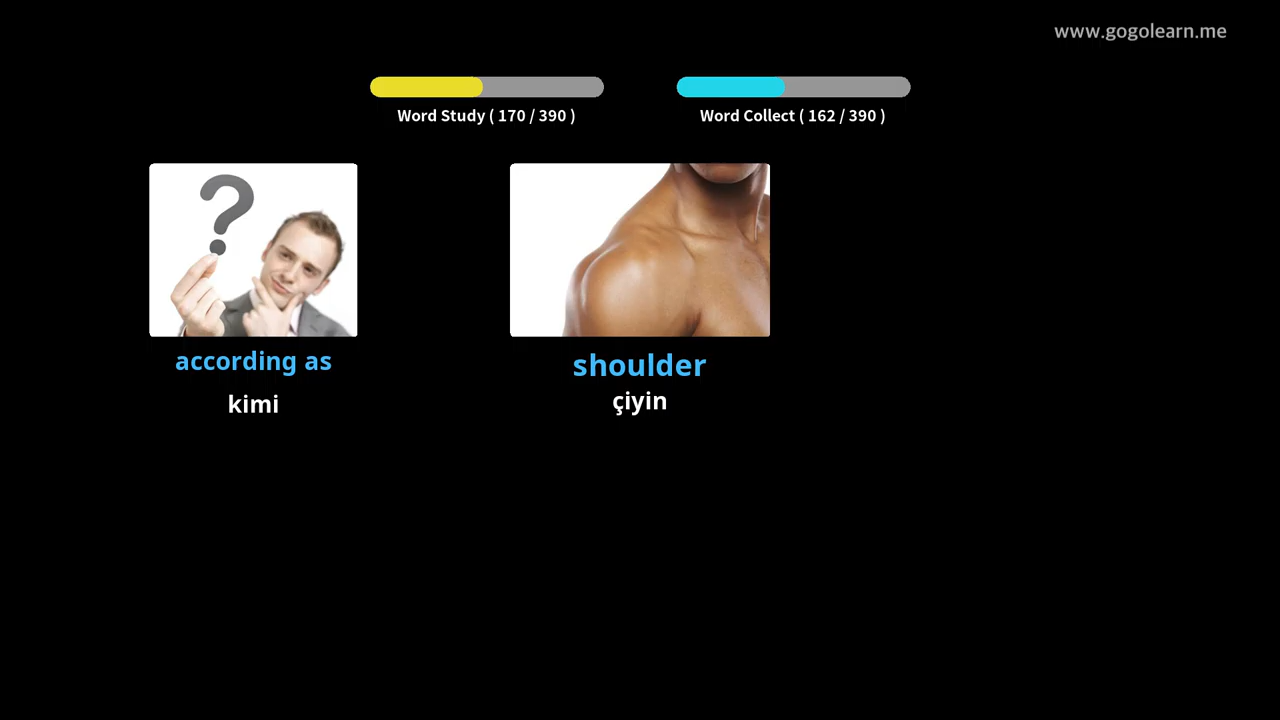 www.gogolearn.me
Word Study ( 170 / 390 )
Word Collect ( 162 / 390 )
according as
kimi
shoulder
çiyin